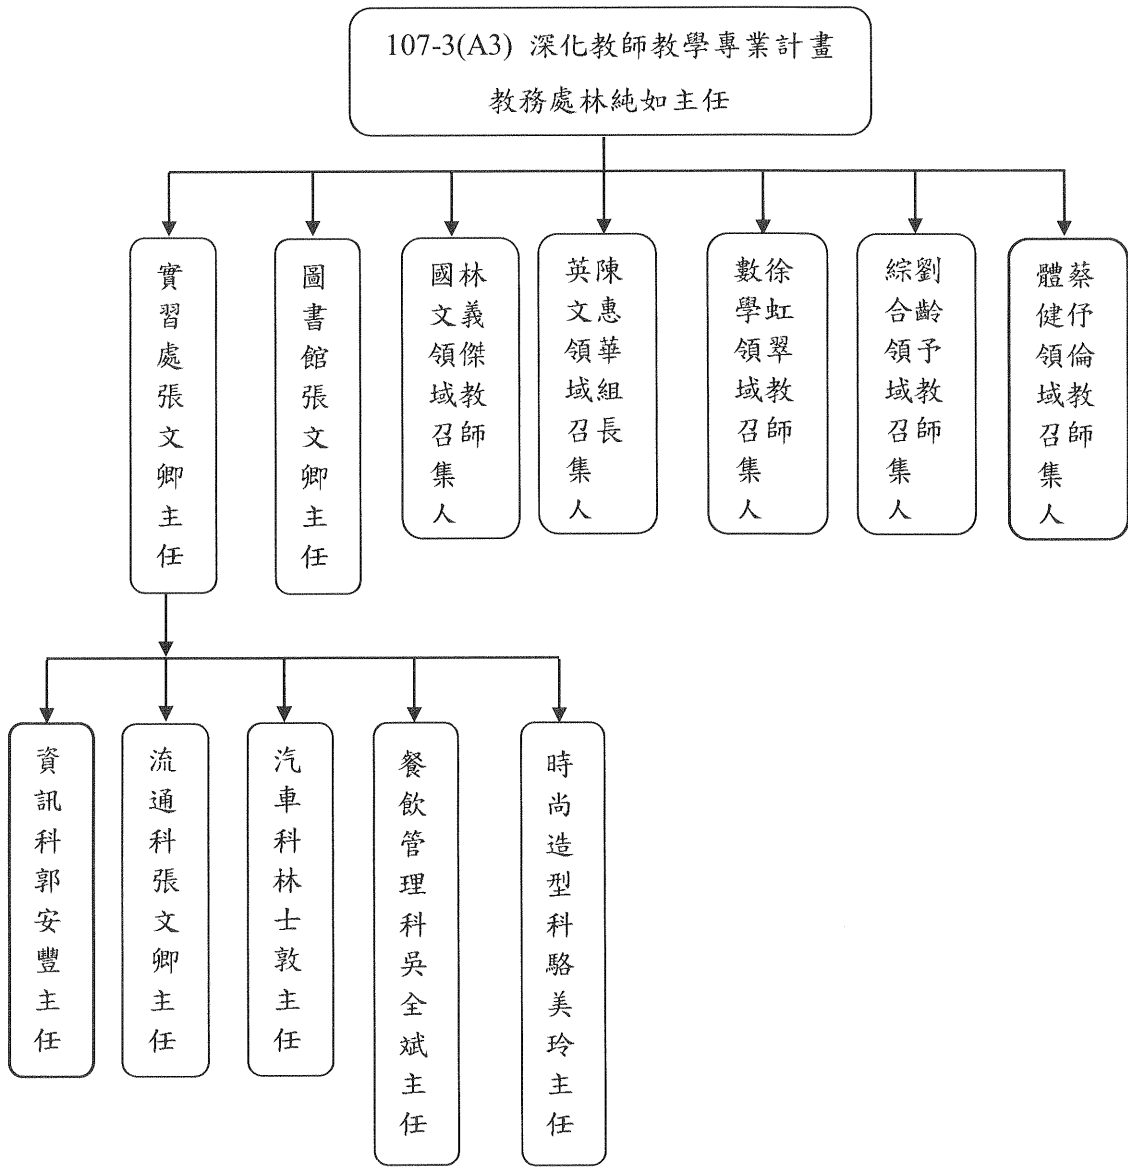 107-3(A3) 深化教師教學專業計畫
教務處林純如主任
實習處張文卿主任
圖書館張文卿主任
國文領域召集人
林義傑教師
英文領域召集人
陳惠華組長
數學領域召集人
徐虹翠教師
綜合領域召集人
劉齡予教師
體健領域召集人
蔡伃倫教師
資訊科郭安豐主任
流通科張文卿主任
汽車科林士敦主任
餐飲管理科吳全斌主任
時尚造型科駱美玲主任